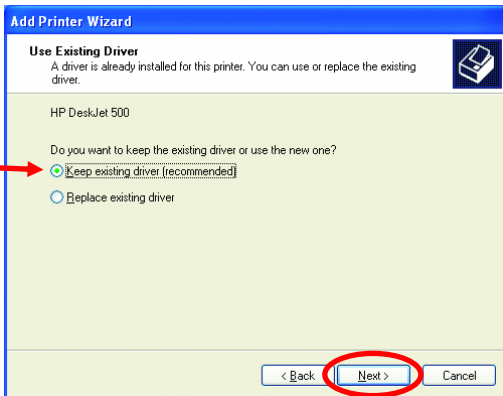 Add Printer Wizard
Use Existing Driver
A driver is already installed for this printer. You can use or replace the existing
driver.
HP DeskJet 500
Do you want to keep the existing driver or use the new one?
Keep existing driver (recommended)
Replace existing driver
< Back
Next >
Cancel